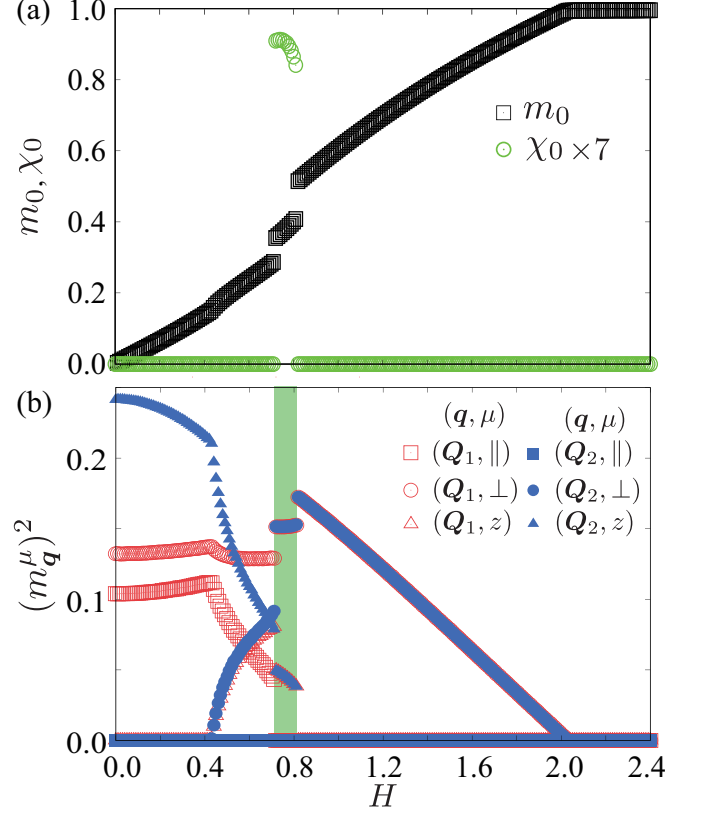 (a)
1.0
0.8
0.6
0.4
0.2
0.0
m₀, χ₀
m₀
χ₀ ×7
(b)
0.2
0.1
0.0
(m_q^μ)²
(q, μ) (q, μ)
(Q₁, ∥) (Q₂, ∥)
(Q₁, ⊥) (Q₂, ⊥)
(Q₁, z) (Q₂, z)
0.0 0.4 0.8 1.2 1.6 2.0 2.4
H